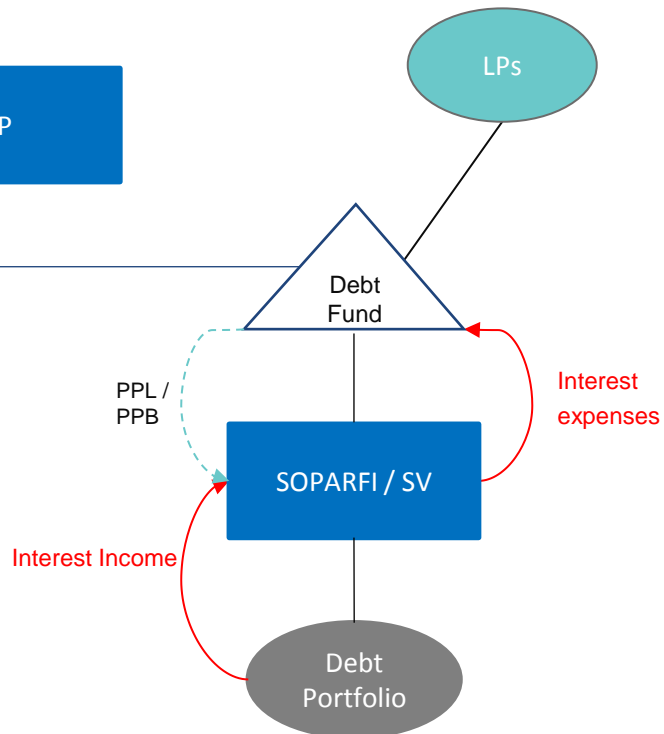 LPs
P
Debt
Fund
PPL /
PPB
Interest
expenses
SOPARFI / SV
Interest Income
Debt
Portfolio